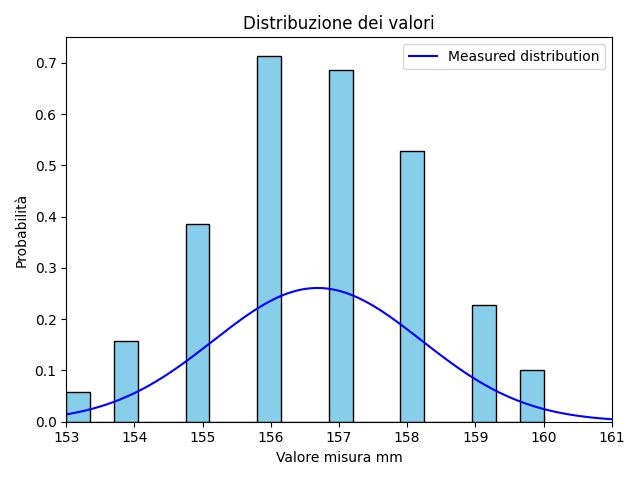 Distribuzione dei valori
Measured distribution
Probabilità
0.7
0.6
0.5
0.4
0.3
0.2
0.1
0.0
153 154 155 156 157 158 159 160 161
Valore misura mm